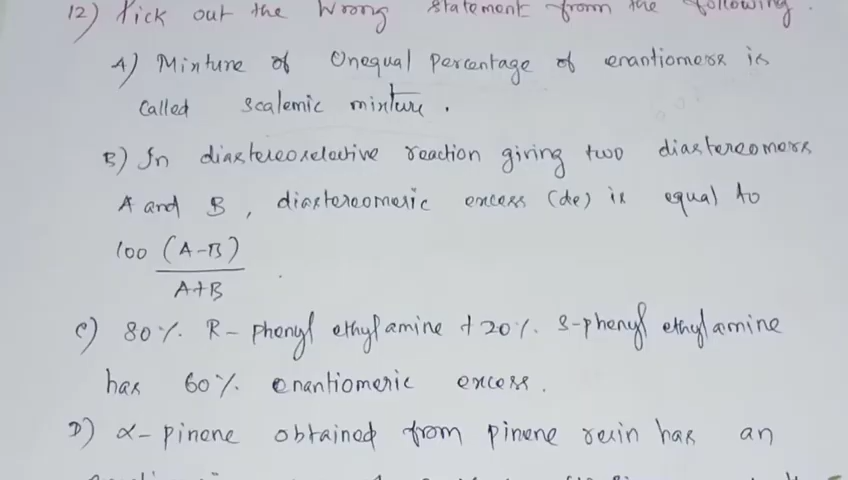 12) Pick out the Wrong statement from the following.
A) Mixture of Unequal percentage of enantiomers is
called scalemic mixture.
B) In diastereoselective reaction giving two diastereomers
A and B, diastereomeric excess (de) is equal to
100 (A-B)
A+B
C) 80% R- phenyl ethylamine + 20% S-phenyl ethylamine
has 60% enantiomeric excess.
D) α- pinene obtained from pinene resin has an